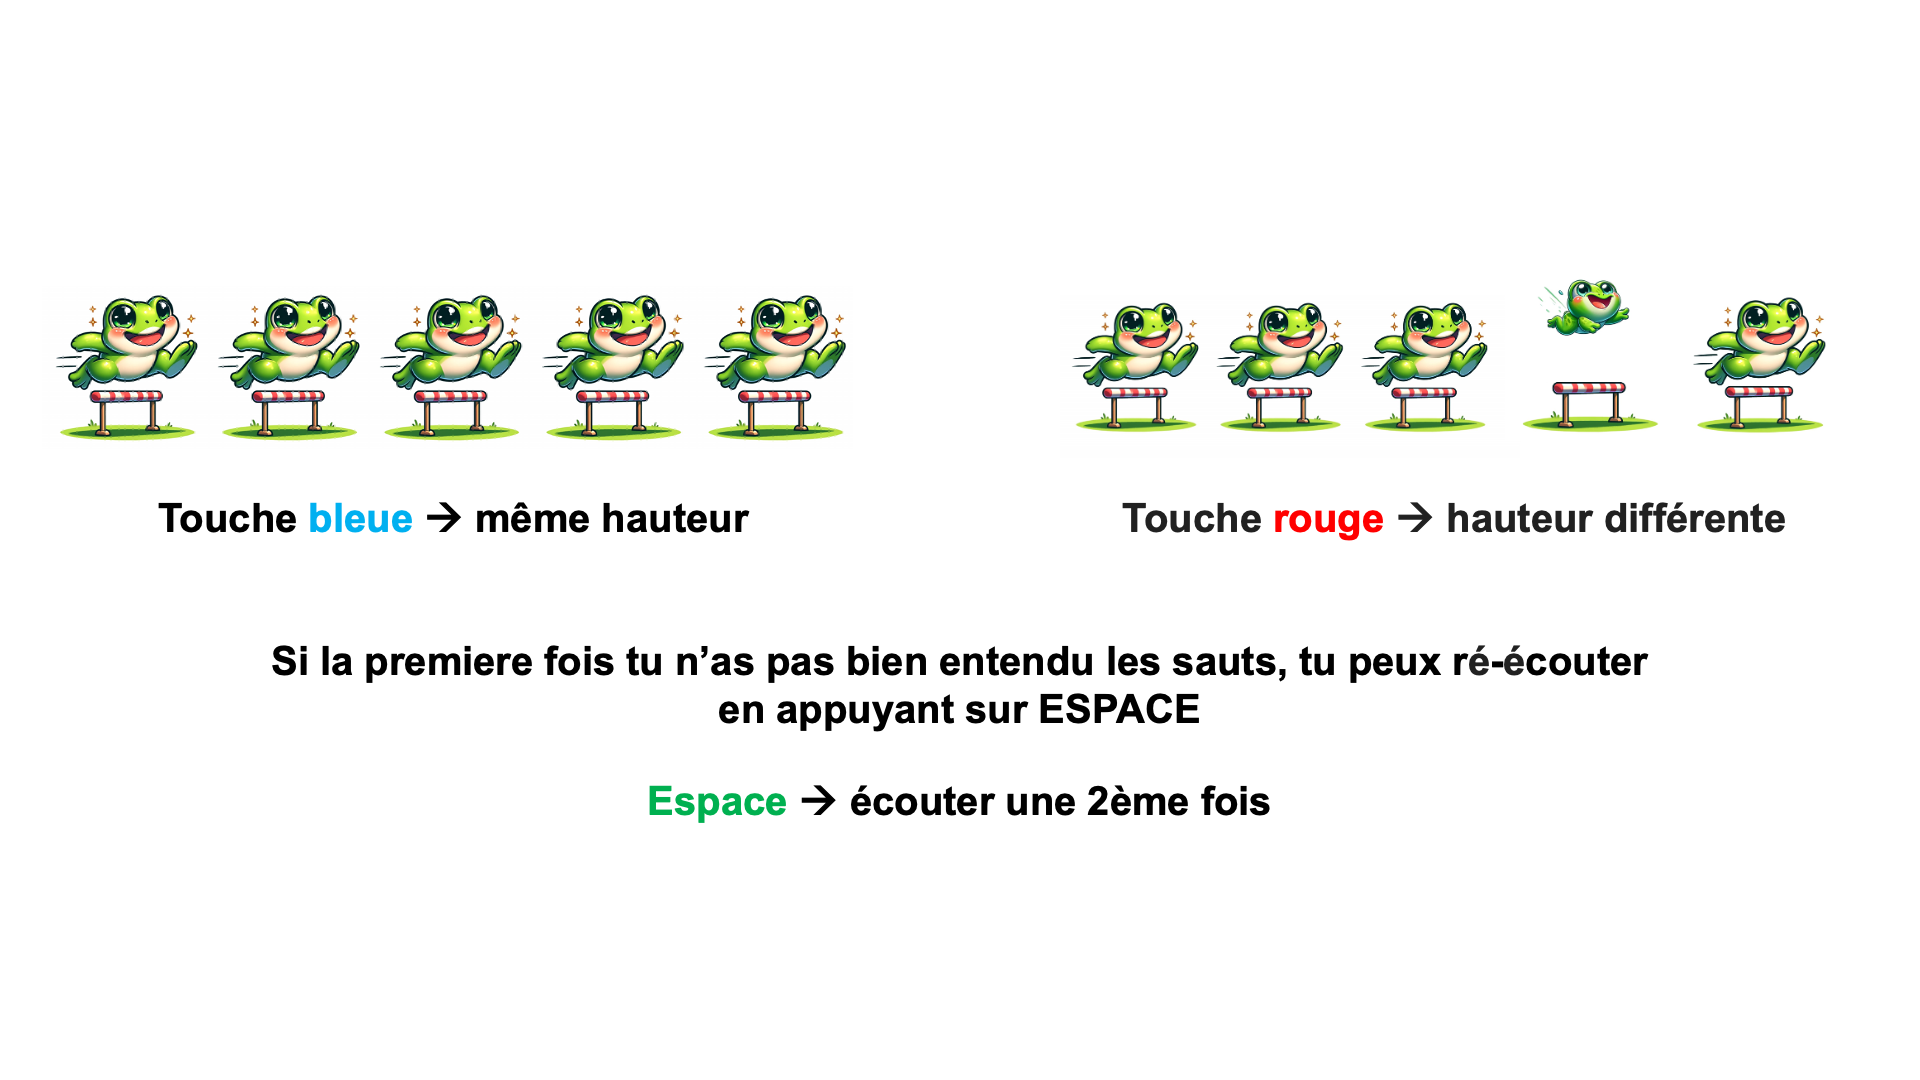 Touche bleue → même hauteur
Touche rouge → hauteur différente
Si la premiere fois tu n’as pas bien entendu les sauts, tu peux ré-écouter
en appuyant sur ESPACE
Espace → écouter une 2ème fois